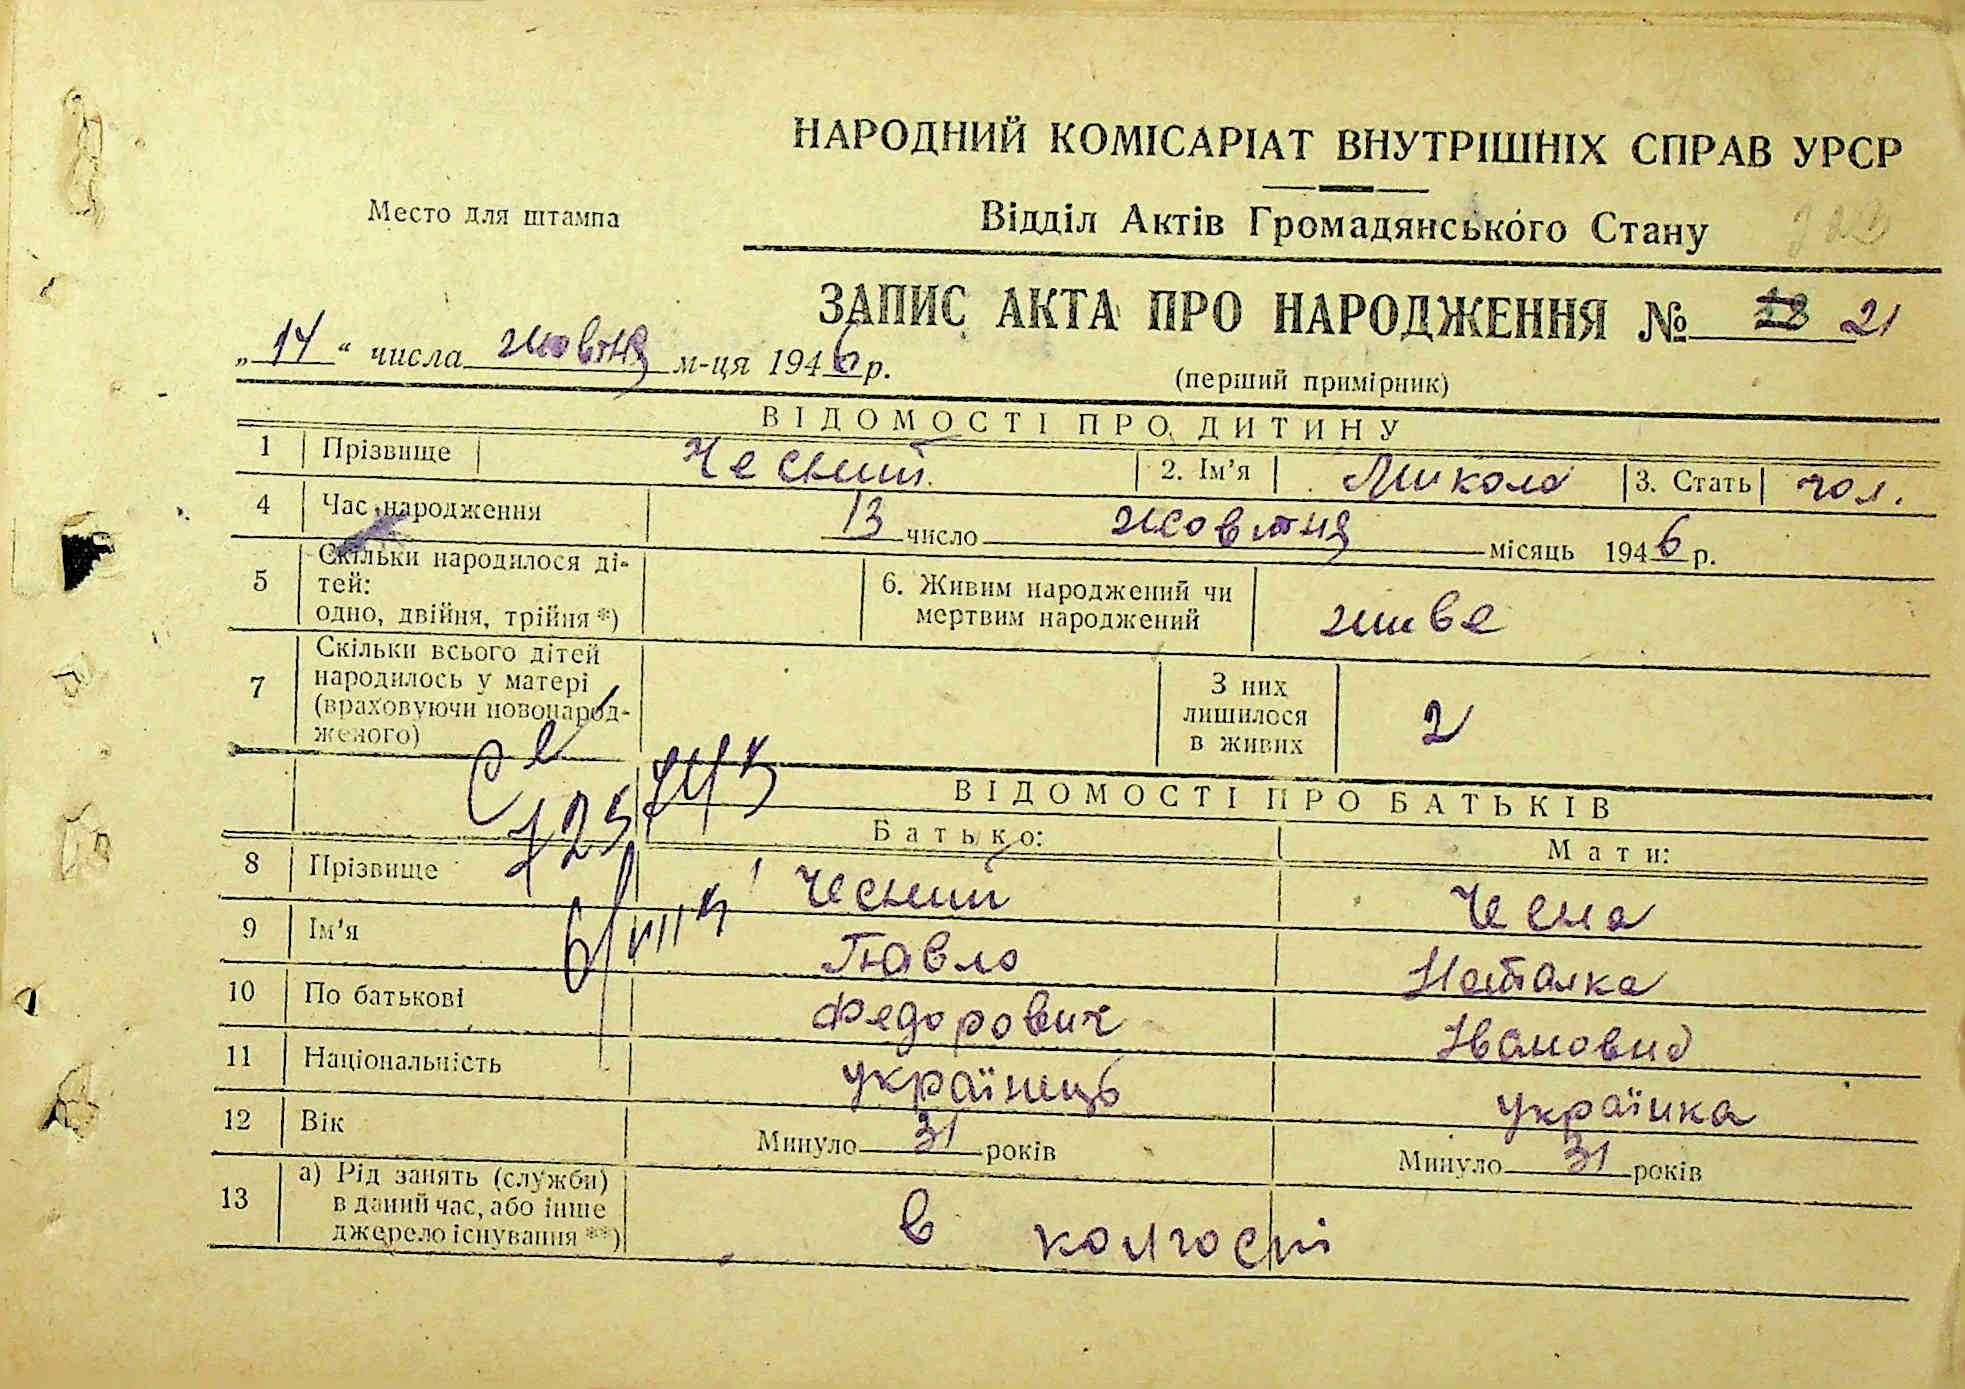 НАРОДНИЙ КОМІСАРІАТ ВНУТРІШНІХ СПРАВ УРСР
Место для штампа
Відділ Актів Громадянського Стану
ЗАПИС АКТА ПРО НАРОДЖЕННЯ № 18 21
„14“ числа жовтня м-ця 1946 р.
(перший примірник)
ВІДОМОСТІ ПРО ДИТИНУ
1 Прізвище Чесний 2. Ім'я Микола 3. Стать чол.
4 Час народження 13 число жовтня місяць 1946 р.
5 Скільки народилося ді-
тей:
одно, двійня, трійня *)
6. Живим народжений чи
мертвим народжений
живе
7 Скільки всього дітей
народилось у матері
(враховуючи новонарод-
женого)
З них
лишилося
в живих
2
ВІДОМОСТІ ПРО БАТЬКІВ
Батько: Мати:
8 Прізвище Чесний Чесна
9 Ім'я Павло Наталка
10 По батькові Федорович Івановна
11 Національність українець українка
12 Вік Минуло 31 років Минуло 31 років
13 а) Рід занять (служби)
в даний час, або інше
джерело існування **)
в колгоспі